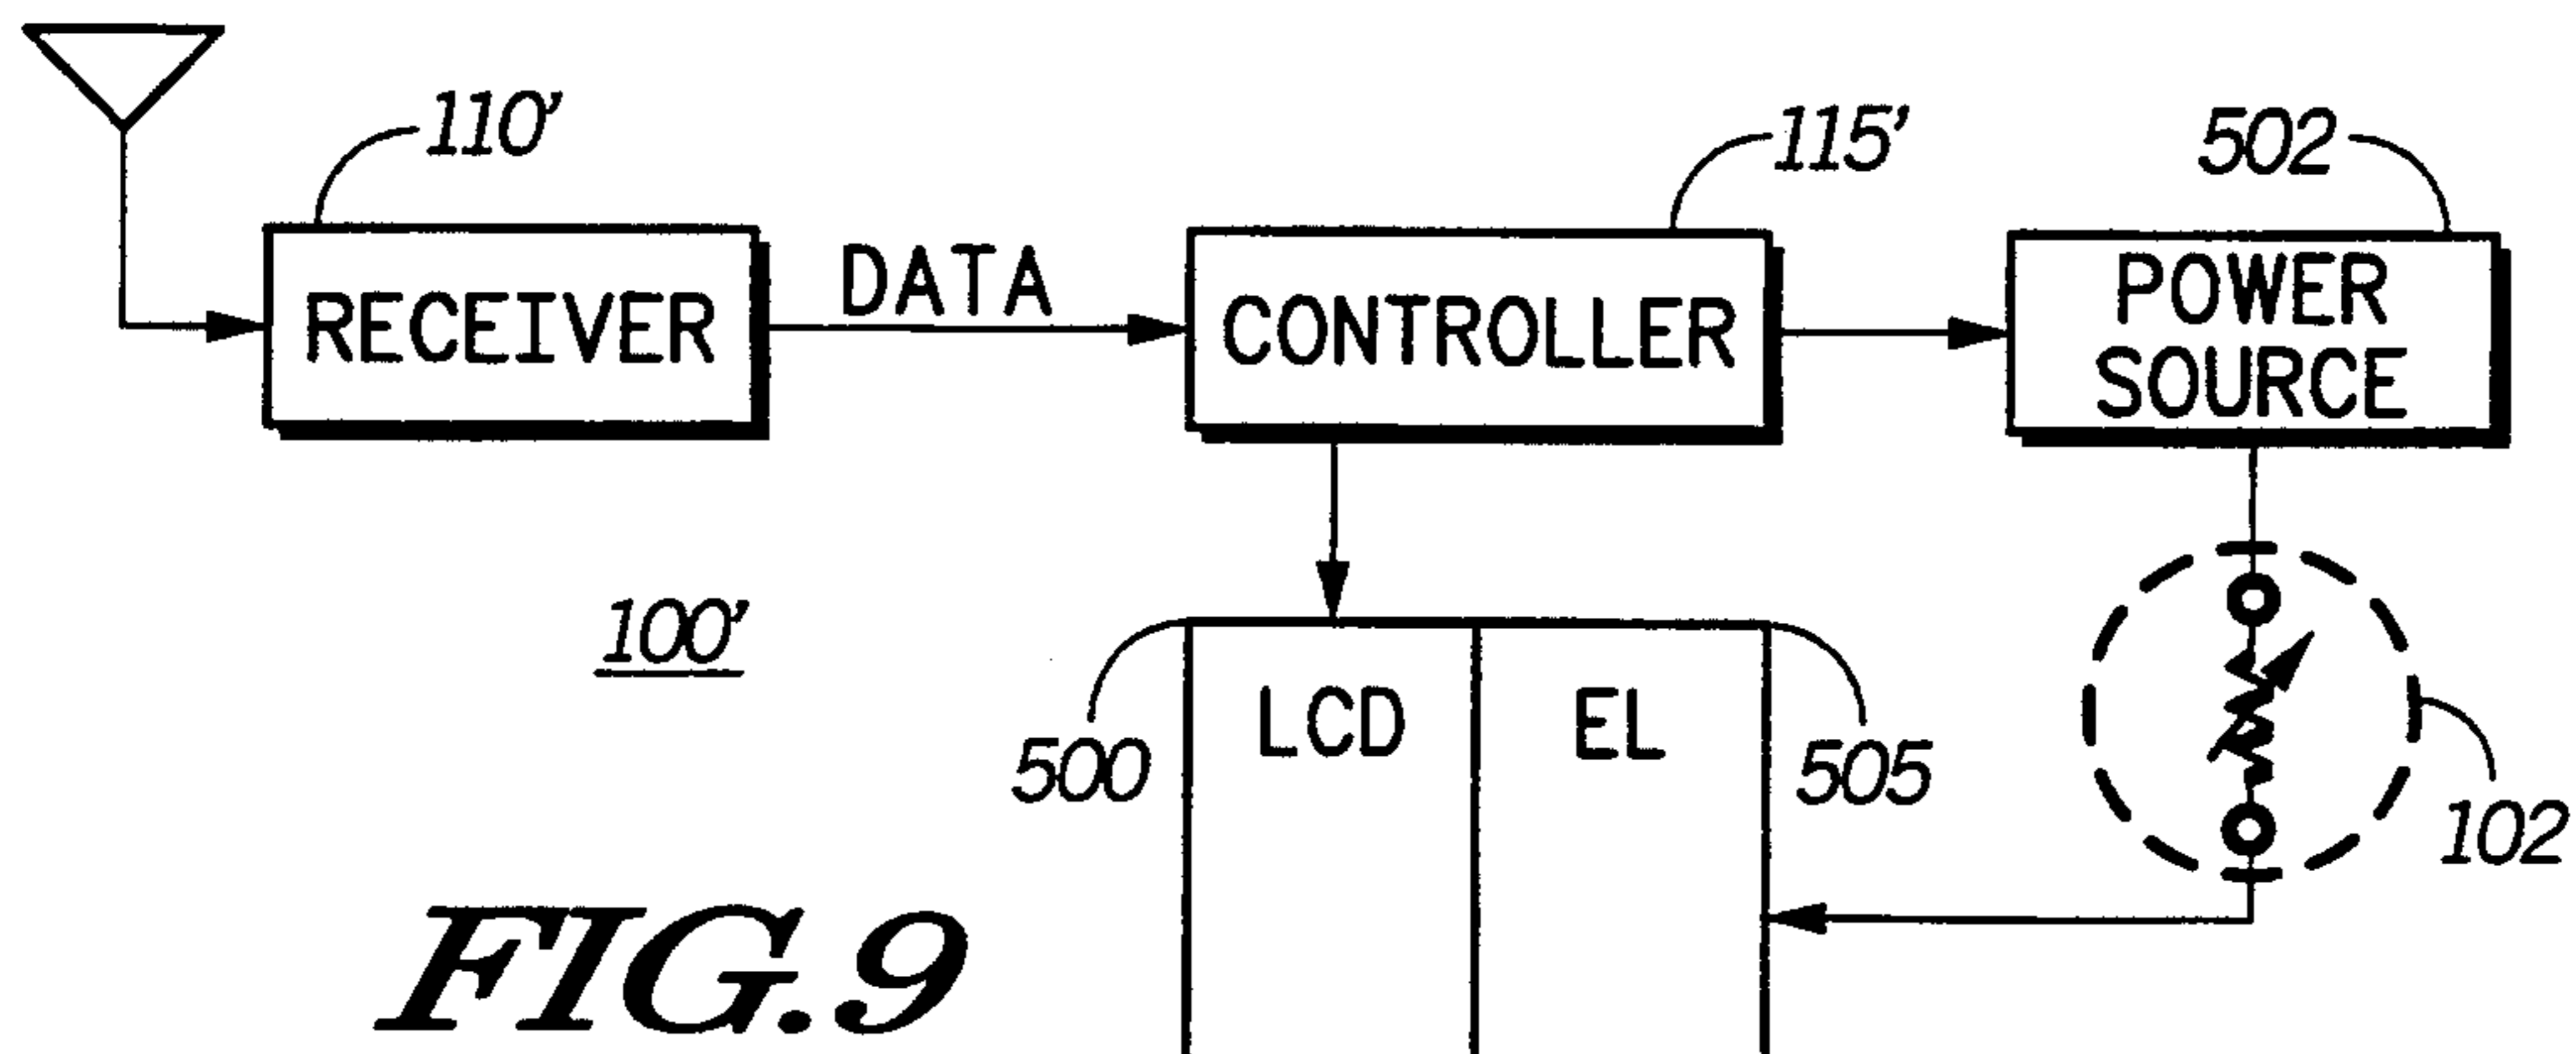 110'
115'
502
RECEIVER
DATA
CONTROLLER
POWER
SOURCE
100'
500
LCD
EL
505
102
FIG.9